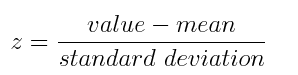 z = value − mean
standard deviation